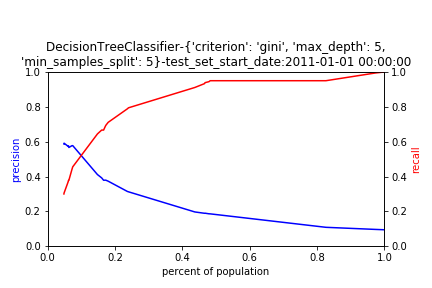 DecisionTreeClassifier-{'criterion': 'gini', 'max_depth': 5,
'min_samples_split': 5}-test_set_start_date:2011-01-01 00:00:00
1.0
0.8
0.6
0.4
0.2
0.0
precision
1.0
0.8
0.6
0.4
0.2
0.0
recall
0.0 0.2 0.4 0.6 0.8 1.0
percent of population